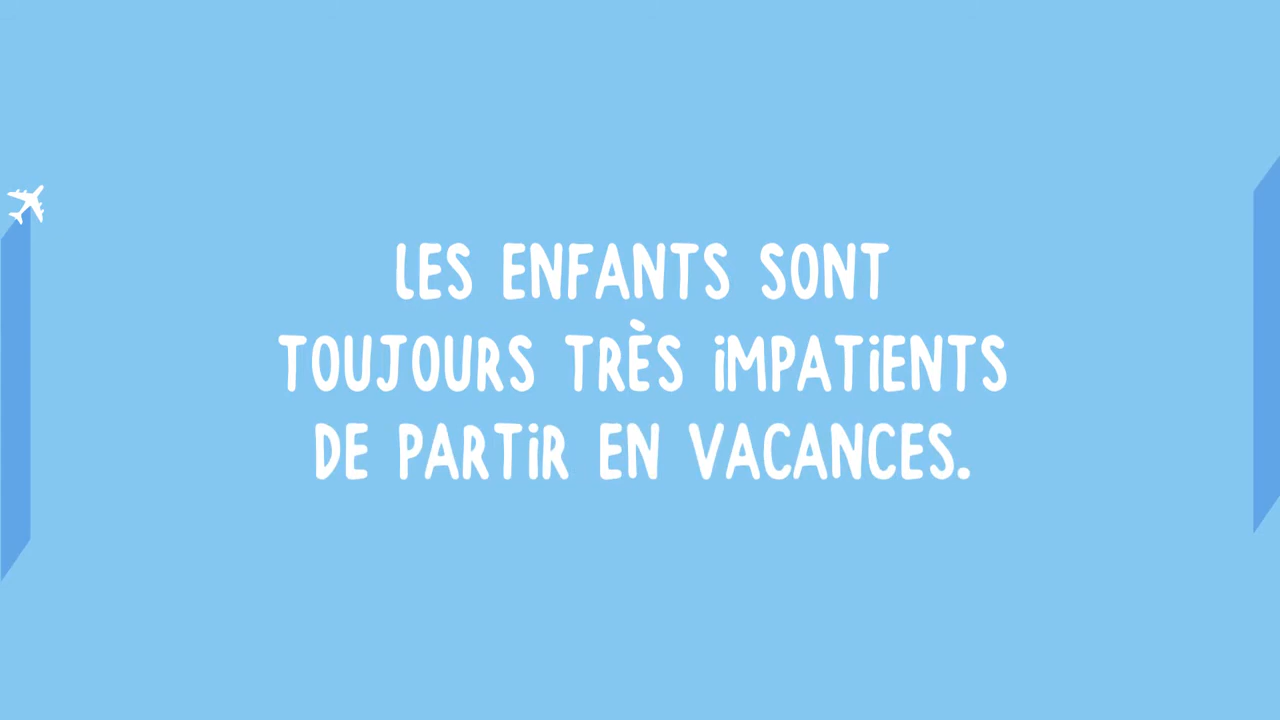 LES ENFANTS SONT
TOUJOURS TRÈS IMPATIENTS
DE PARTIR EN VACANCES.